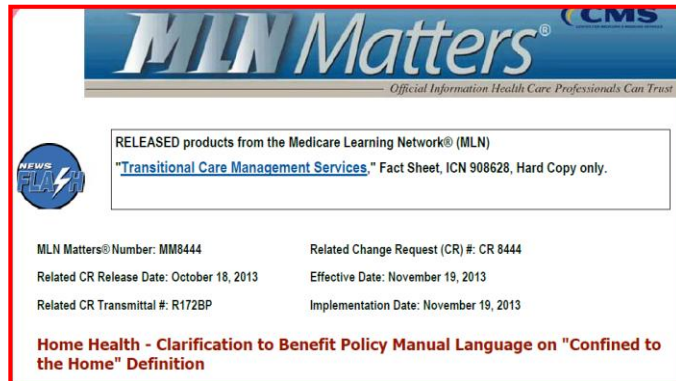 CMS
MLN Matters®
Official Information Health Care Professionals Can Trust
NEWS
FLASH
RELEASED products from the Medicare Learning Network® (MLN)
"Transitional Care Management Services," Fact Sheet, ICN 908628, Hard Copy only.
MLN Matters® Number: MM8444
Related Change Request (CR) #: CR 8444
Related CR Release Date: October 18, 2013
Effective Date: November 19, 2013
Related CR Transmittal #: R172BP
Implementation Date: November 19, 2013
Home Health - Clarification to Benefit Policy Manual Language on "Confined to
the Home" Definition